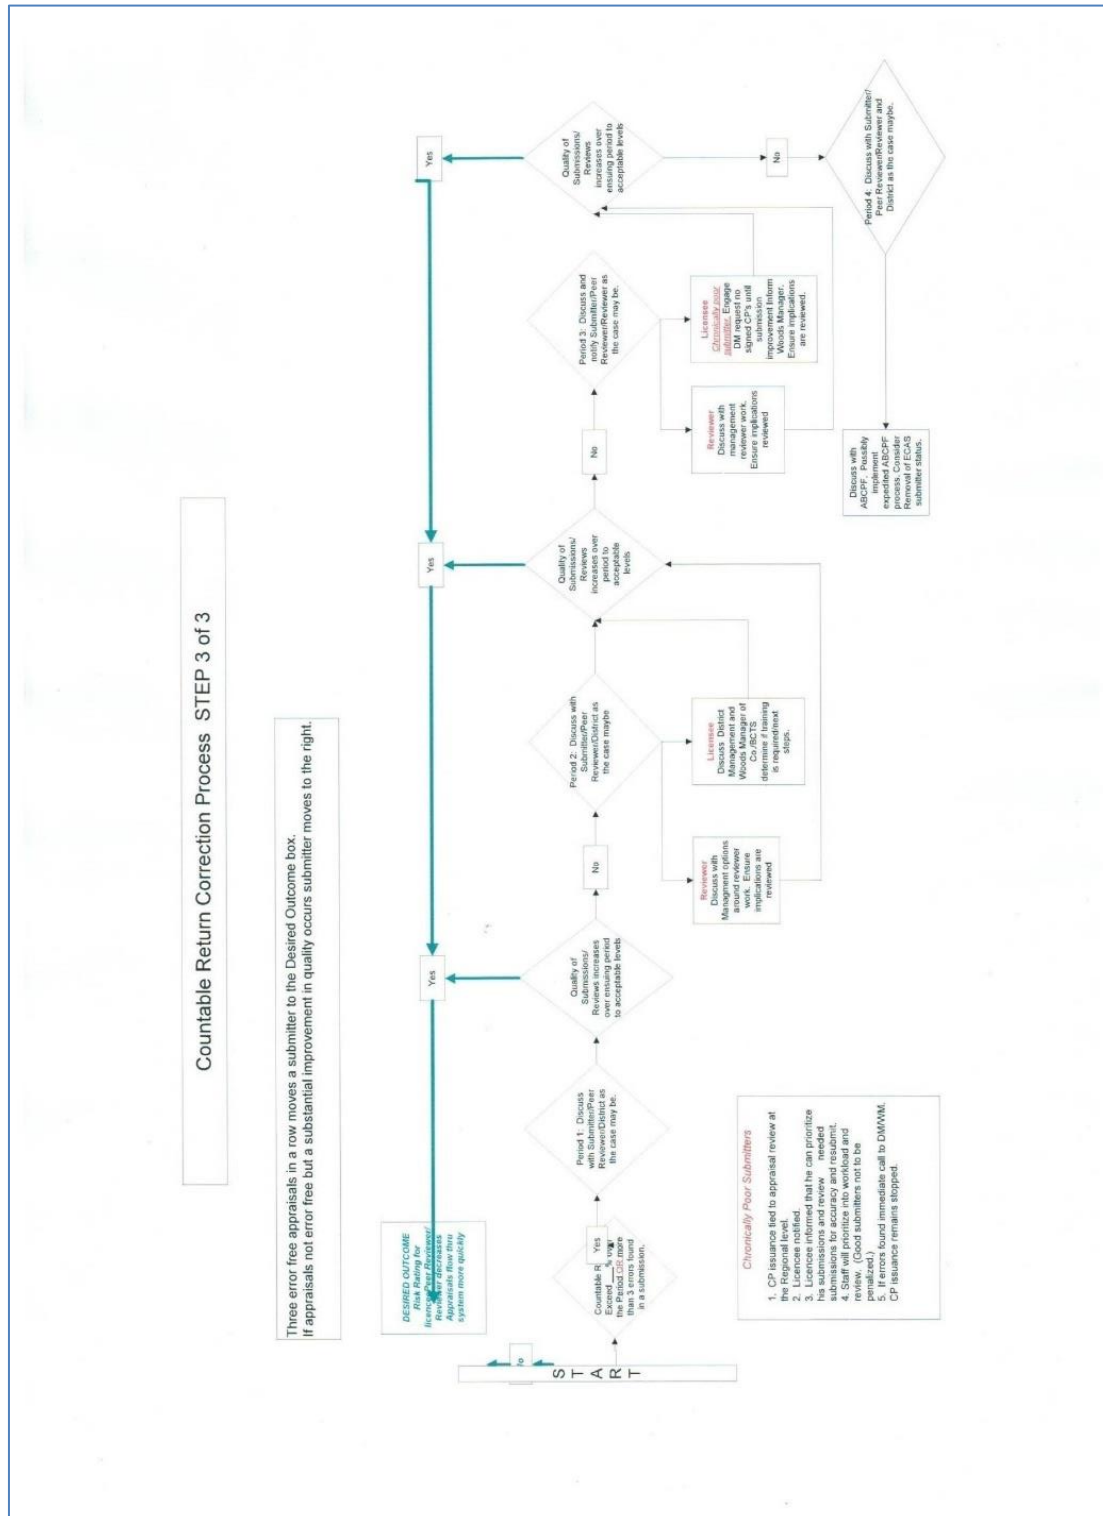 Countable Return Correction Process STEP 3 of 3
Three error free appraisals in a row moves a submitter to the Desired Outcome box.
If appraisals not error free but a substantial improvement in quality occurs submitter moves to the right.
DESIRED OUTCOME
Risk Rating for
licencee/Peer Reviewer/
Reviewer decreases
Appraisals flow thru
system more quickly
Yes
Yes
Yes
START
Countable R
Exceed ___%
the Period OR more
than 3 errors found
in a submission.
Yes
Period 1: Discuss
with Submitter/Peer
Reviewer/District as
the case may be.
Quality of
Submissions/
Reviews increases
over ensuing period
to acceptable levels
No
Period 2: Discuss with
Submitter/Peer
Reviewer/District as
the case maybe
Quality of
Submissions/
Reviews
increases over
period to
acceptable
levels
No
Period 3: Discuss and
notify Submitter/Peer
Reviewer/Reviewer as
the case may be.
Quality of
Submissions/
Reviews
increases over
ensuing period to
acceptable levels
No
Period 4: Discuss with Submitter/
Peer Reviewer/Reviewer and
District as the case maybe.
Reviewer
Discuss with
Managment options
around reviewer
work. Ensure
implications are
reviewed
Licensee
Discuss District
Management and
Woods Manager of
Co./BCTS
determine if training
is required/next
steps.
Reviewer
Discuss with
management
reviewer work.
Ensure implications
reviewed
Licensee
Chronically poor
submitter. Engage
DM request no
signed CP's until
submission
improvement Inform
Woods Manager.
Ensure implications
are reviewed.
Discuss with
ABCPF. Possibly
implement
expedited ABCPF
process. Consider
Removal of ECAS
submitter status.
Chronically Poor Submitters
1. CP issuance tied to appraisal review at
the Regional level.
2. Licencee notified.
3. Licencee informed that he can prioritize
his submissions and review needed
submissions for accuracy and resubmit.
4. Staff will prioritize into workload and
review. (Good submitters not to be
penalized.)
5. If errors found immediate call to DM/WM.
CP issuance remains stopped.